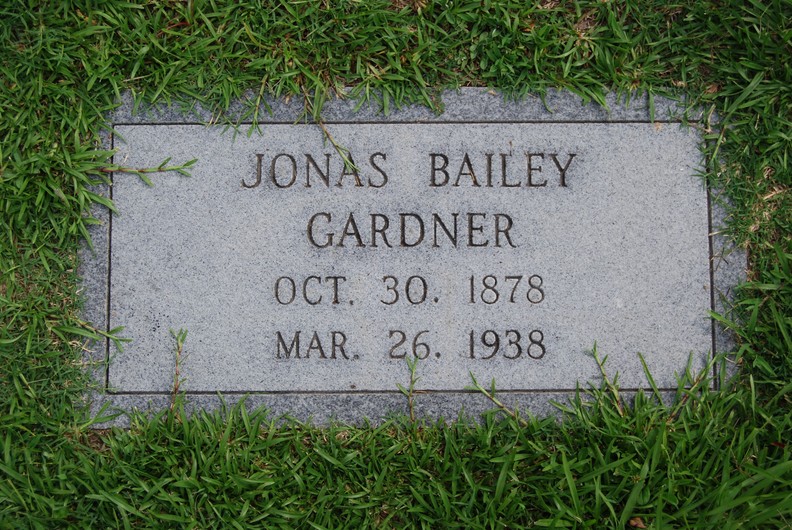 JONAS BAILEY
GARDNER
OCT. 30. 1878
MAR. 26. 1938